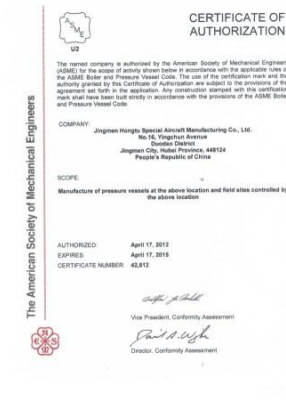 CERTIFICATE OF
AUTHORIZATION
ASME
U2
The named company is authorized by the American Society of Mechanical Engineers
(ASME) for the scope of activity shown below in accordance with the applicable rules of
the ASME Boiler and Pressure Vessel Code. The use of the certification mark and the
authority granted by this Certificate of Authorization are subject to the provisions of the
agreement set forth in the application. Any construction stamped with this certification
mark shall have been built strictly in accordance with the provisions of the ASME Boiler
and Pressure Vessel Code.
COMPANY:
Jingmen Hongtu Special Aircraft Manufacturing Co., Ltd.
No.16, Yingchun Avenue
Duodao District
Jingmen City, Hubei Province, 448124
People's Republic of China
SCOPE:
Manufacture of pressure vessels at the above location and field sites controlled by
the above location
AUTHORIZED: April 17, 2012
EXPIRES: April 17, 2015
CERTIFICATE NUMBER: 42,612
Vice President, Conformity Assessment
Director, Conformity Assessment
The American Society of Mechanical Engineers